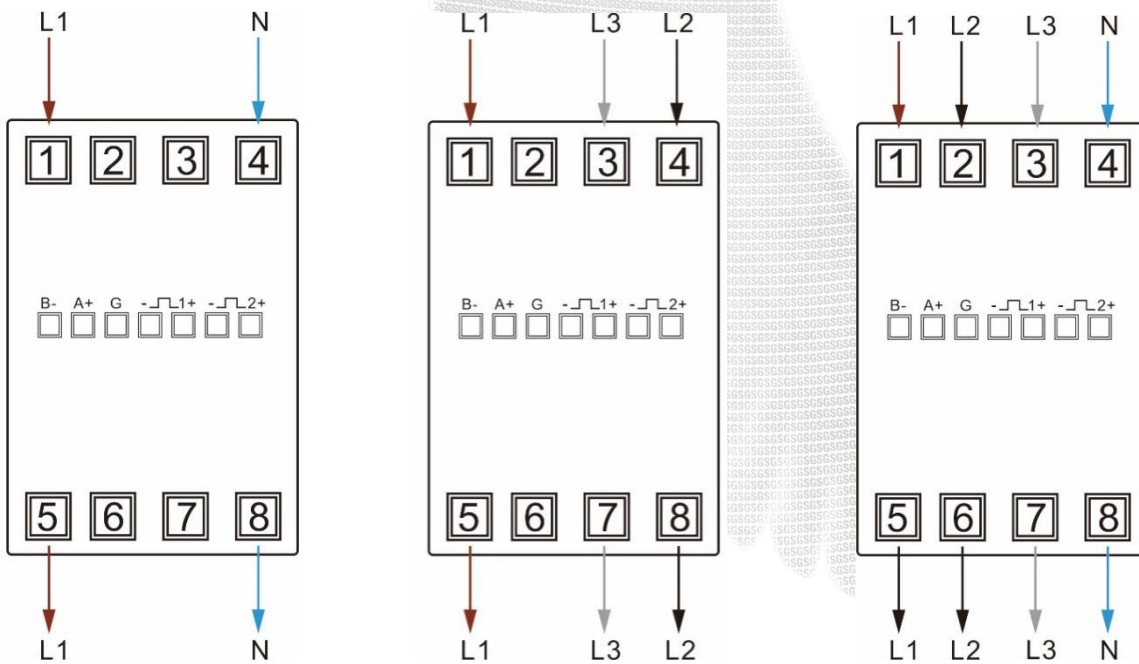 L1 N
1 2 3 4
B- A+ G - 1+ - 2+
5 6 7 8
L1 N
L1 L3 L2
1 2 3 4
B- A+ G - 1+ - 2+
5 6 7 8
L1 L3 L2
L1 L2 L3 N
1 2 3 4
B- A+ G - 1+ - 2+
5 6 7 8
L1 L2 L3 N